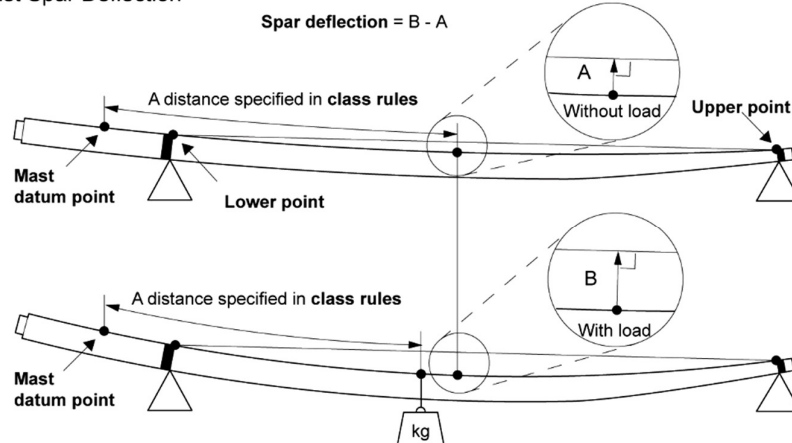 Spar Deflection
Spar deflection = B - A
A
Without load
A distance specified in class rules
Upper point
Mast
datum point
Lower point
B
With load
A distance specified in class rules
Mast
datum point
kg